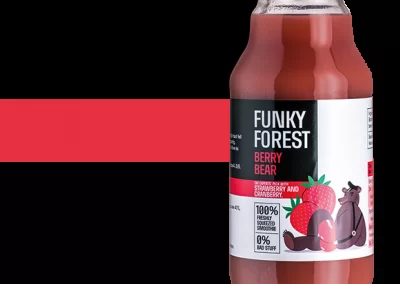 FUNKY
FOREST
BERRY
BEAR
STRAWBERRY AND
CRANBERRY
100%
FRESHLY
SQUEEZED
SMOOTHIE
0%
BAD STUFF